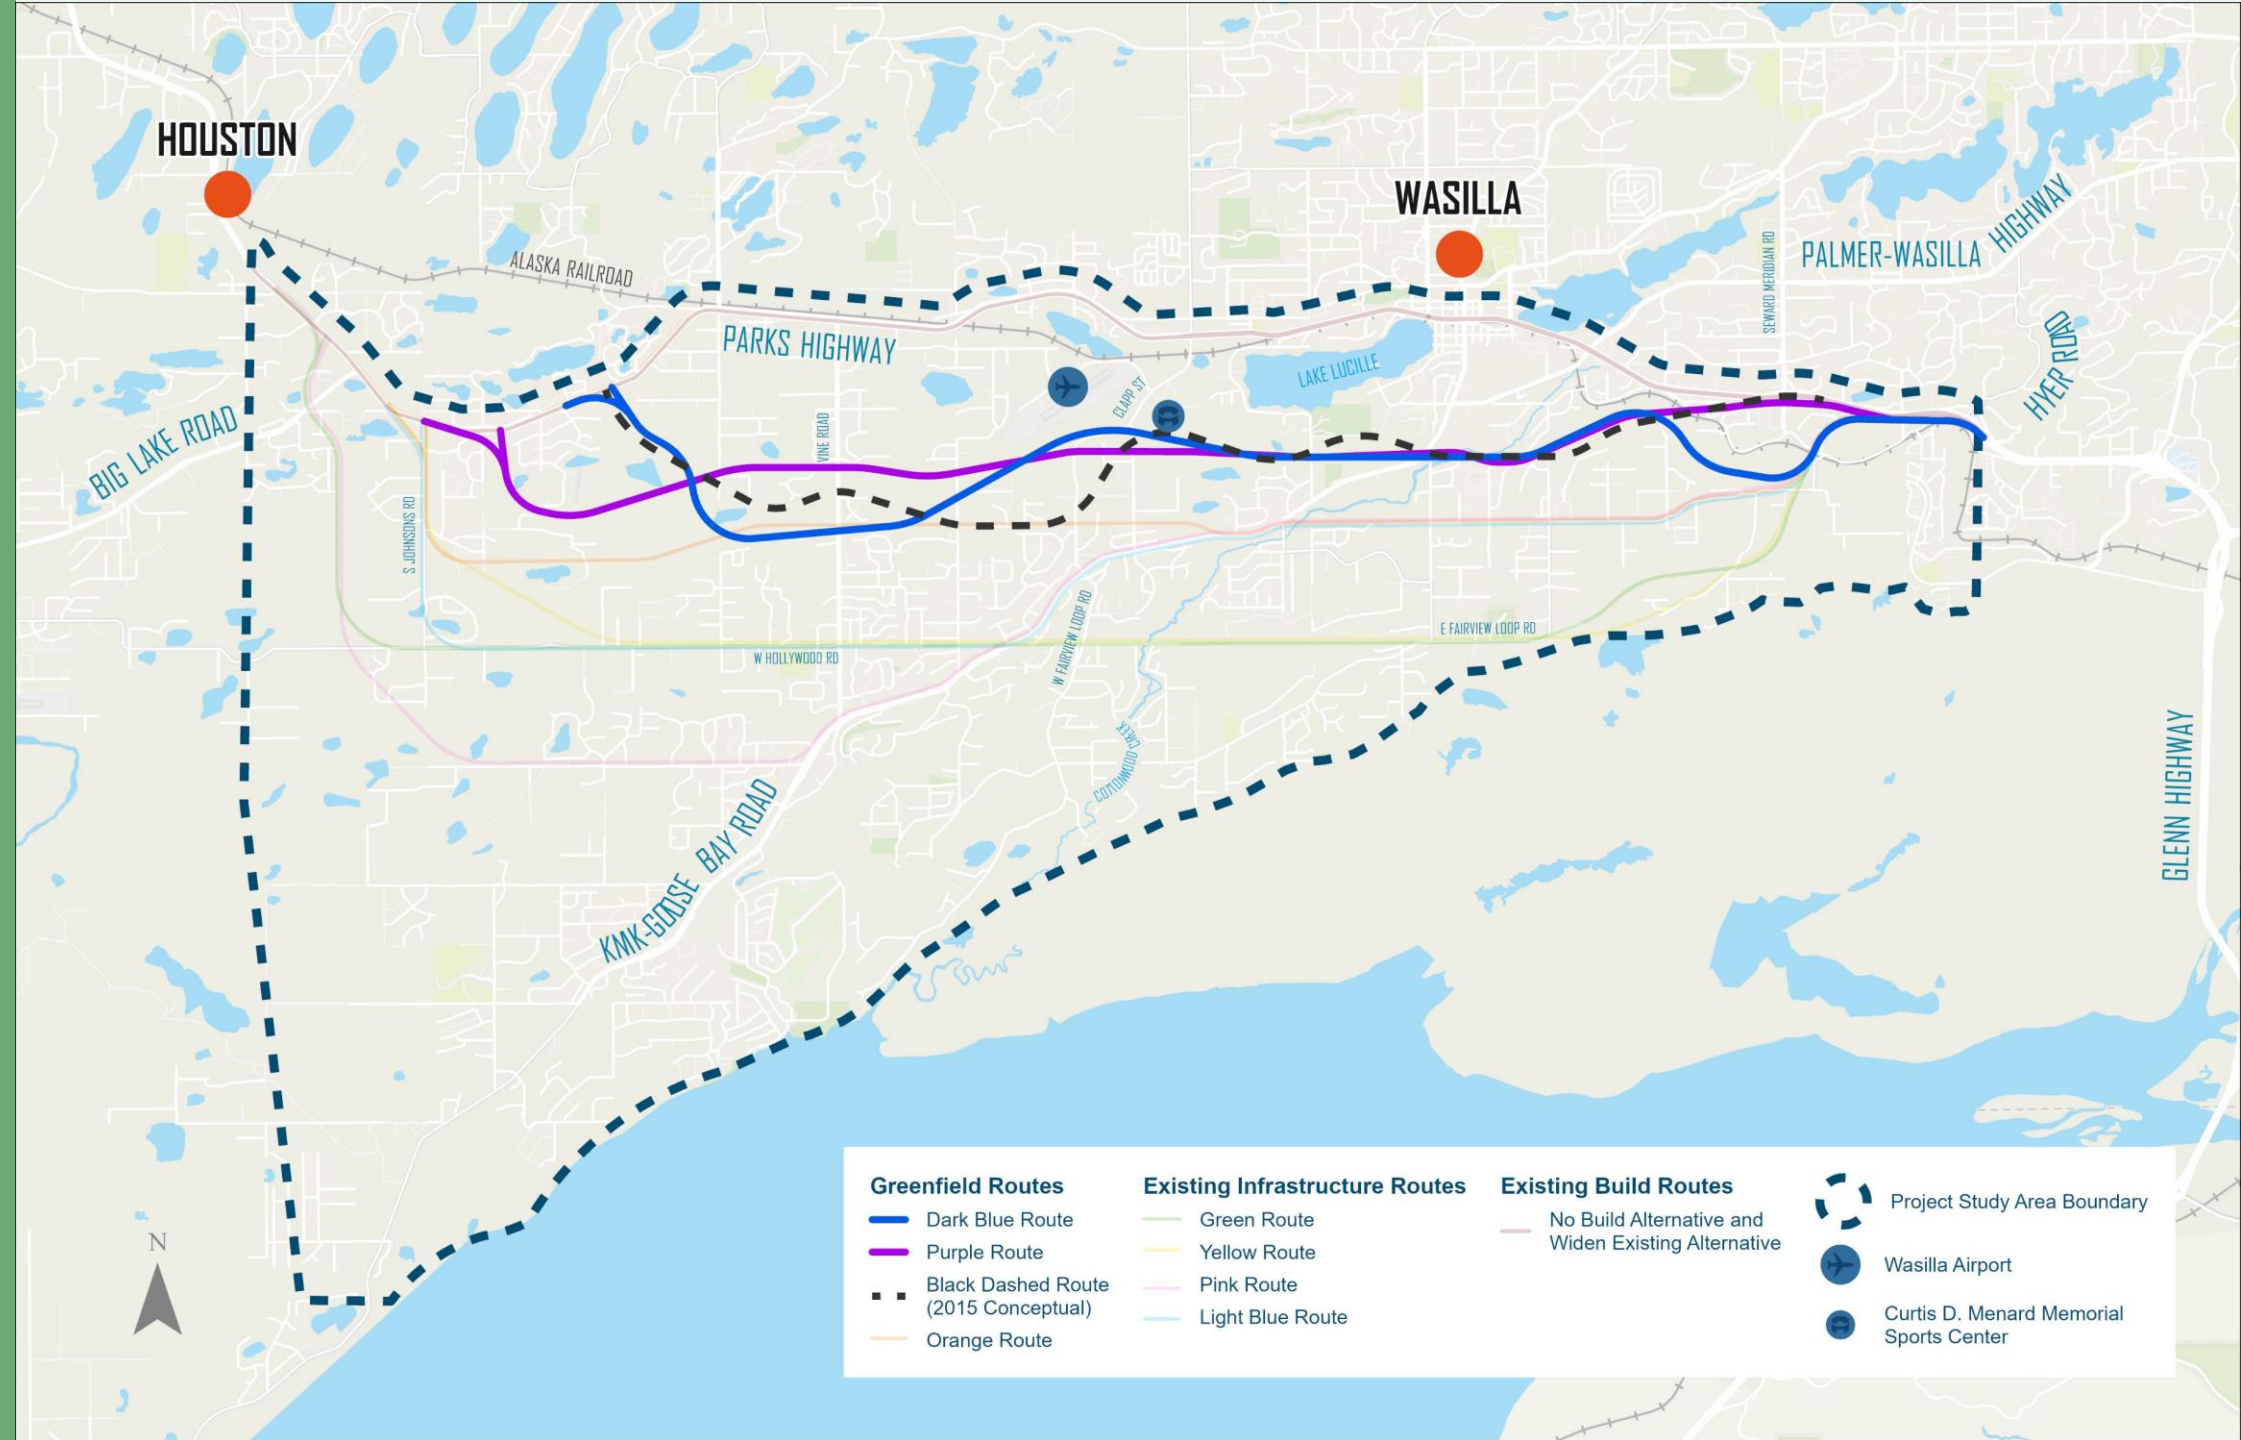 HOUSTON
WASILLA
ALASKA RAILROAD
PARKS HIGHWAY
PALMER-WASILLA HIGHWAY
SEWARD MERIDIAN RD
HYER ROAD
LAKE LUCILLE
CLAPP ST
BIG LAKE ROAD
VINE ROAD
S JOHNSONS RD
W HOLLYWOOD RD
W FAIRVIEW LOOP RD
E FAIRVIEW LOOP RD
COTTONWOOD CREEK
KMK-GOOSE BAY ROAD
GLENN HIGHWAY
N
Greenfield Routes
Dark Blue Route
Purple Route
Black Dashed Route
(2015 Conceptual)
Orange Route
Existing Infrastructure Routes
Green Route
Yellow Route
Pink Route
Light Blue Route
Existing Build Routes
No Build Alternative and
Widen Existing Alternative
Project Study Area Boundary
Wasilla Airport
Curtis D. Menard Memorial
Sports Center